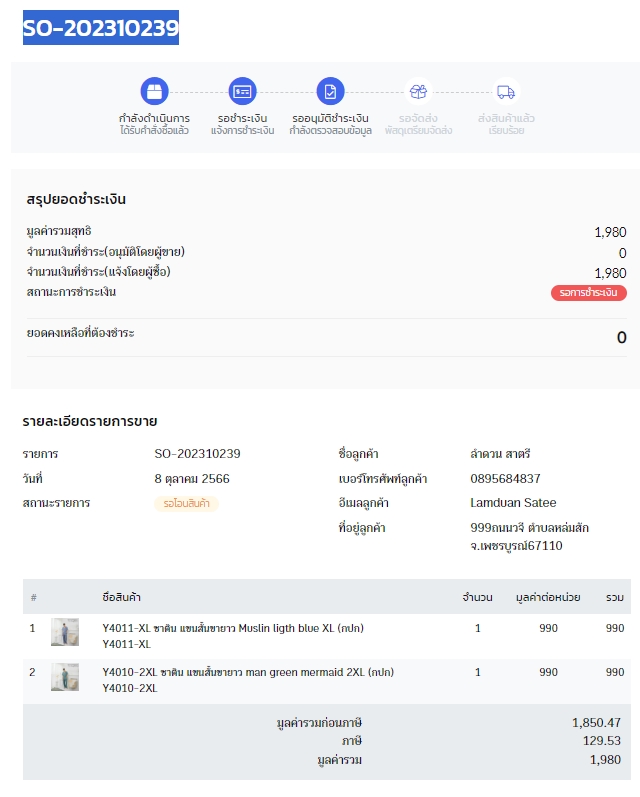 SO-202310239
กำลังดำเนินการ รอชำระเงิน รออนุมัติชำระเงิน รอจัดส่ง ส่งสินค้าแล้ว
ได้รับคำสั่งซื้อแล้ว แจ้งการชำระเงิน กำลังตรวจสอบข้อมูล พัสดุเตรียมจัดส่ง เรียบร้อย
สรุปยอดชำระเงิน
มูลค่ารวมสุทธิ 1,980
จำนวนเงินที่ชำระ(อนุมัติโดยผู้ขาย) 0
จำนวนเงินที่ชำระ(แจ้งโดยผู้ซื้อ) 1,980
สถานะการชำระเงิน รอการชำระเงิน
ยอดคงเหลือที่ต้องชำระ 0
รายละเอียดรายการขาย
รายการ SO-202310239 ชื่อลูกค้า ลำดวน สาตรี
วันที่ 8 ตุลาคม 2566 เบอร์โทรศัพท์ลูกค้า 0895684837
สถานะรายการ รอโอนสินค้า อีเมลลูกค้า Lamduan Satee
ที่อยู่ลูกค้า 999ถนนวจี ตำบลหล่มสัก
จ.เพชรบูรณ์67110
# ชื่อสินค้า จำนวน มูลค่าต่อหน่วย รวม
1 Y4011-XL ซาติน แขนสั้นขายาว Muslin ligth blue XL (กปก) 1 990 990
Y4011-XL
2 Y4010-2XL ซาติน แขนสั้นขายาว man green mermaid 2XL (กปก) 1 990 990
Y4010-2XL
มูลค่ารวมก่อนภาษี 1,850.47
ภาษี 129.53
มูลค่ารวม 1,980